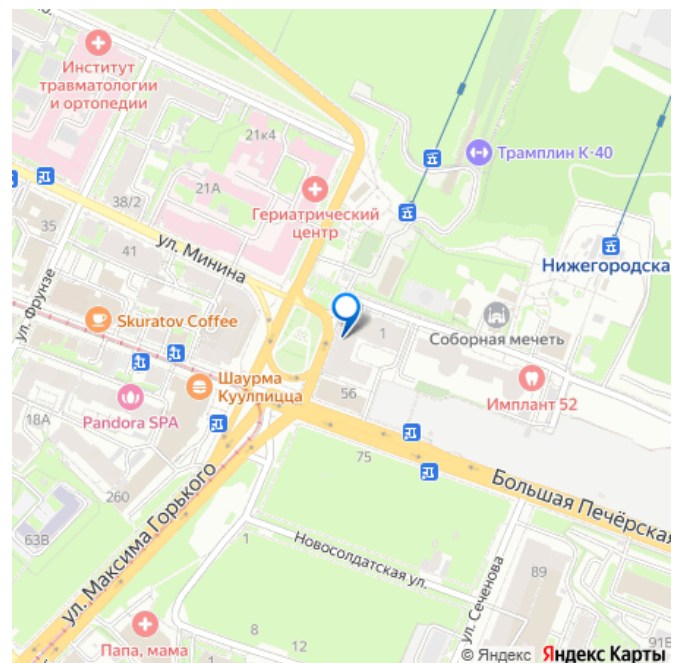 Институт
травматологии
и ортопедии
21к4
Трамплин К-40
21А
38/2
Гериатрический
центр
35
41
ул. Минина
Нижегородска
ул. Фрунзе
Skuratov Coffee
1
Соборная мечеть
Шаурма
Куулпицца
56
Имплант 52
Pandora SPA
18А
75
Большая Печёрская
260
ул. Максима Горького
63В
1
Новосолдатская ул.
ул. Сеченова
89
8
12
Папа, мама
91В
© Яндекс Яндекс Карты